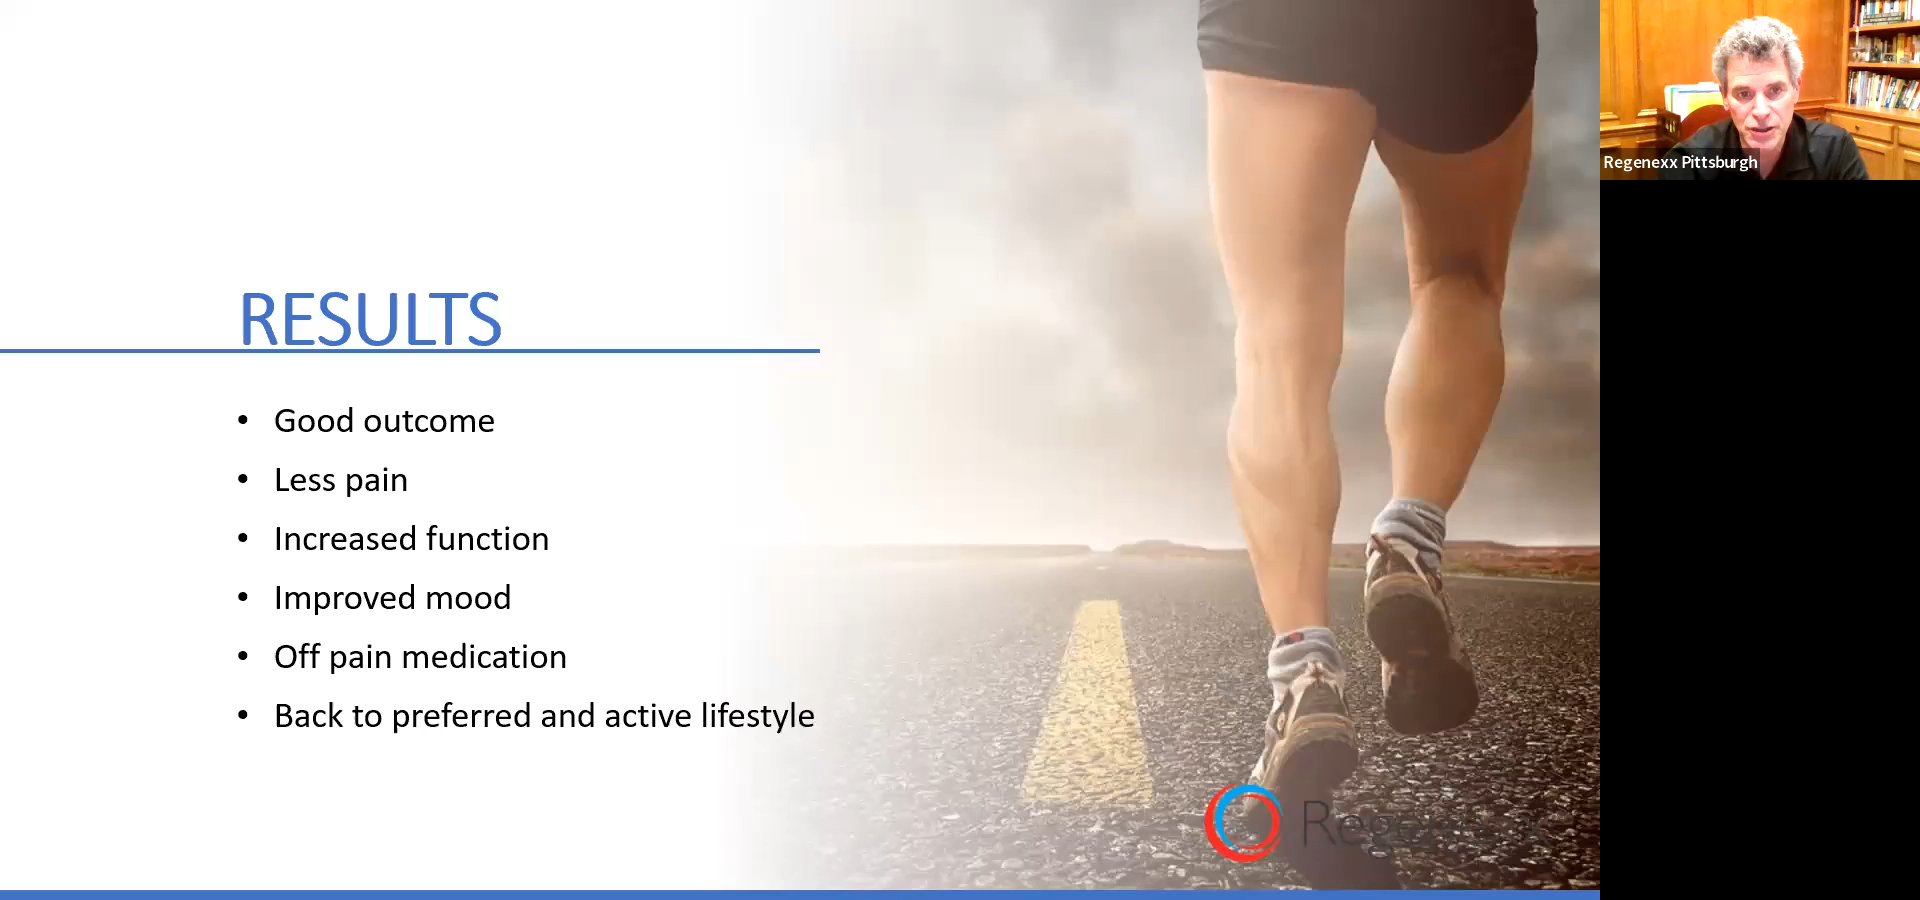 RESULTS
• Good outcome
• Less pain
• Increased function
• Improved mood
• Off pain medication
• Back to preferred and active lifestyle
Regenexx Pittsburgh